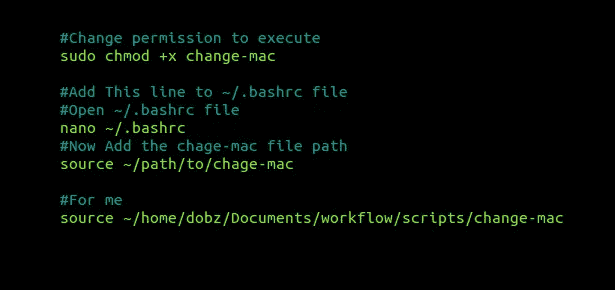 #Change permission to execute
sudo chmod +x change-mac
#Add This line to ~/.bashrc file
#Open ~/.bashrc file
nano ~/.bashrc
#Now Add the chage-mac file path
source ~/path/to/chage-mac
#For me
source ~/home/dobz/Documents/workflow/scripts/change-mac